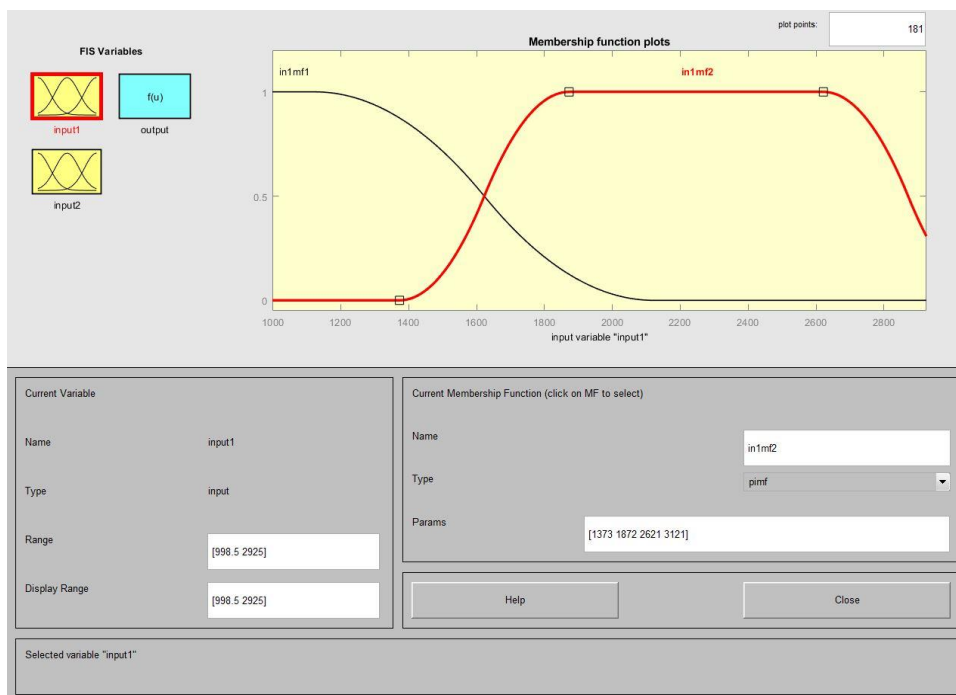 plot points:
181
FIS Variables
Membership function plots
f(u)
input1
output
input2
in1mf1
in1mf2
1
0.5
0
1000 1200 1400 1600 1800 2000 2200 2400 2600 2800
input variable "input1"
Current Variable
Name
input1
Type
input
Range
[998.5 2925]
Display Range
[998.5 2925]
Current Membership Function (click on MF to select)
Name
in1mf2
Type
pimf
Params
[1373 1872 2621 3121]
Help
Close
Selected variable "input1"